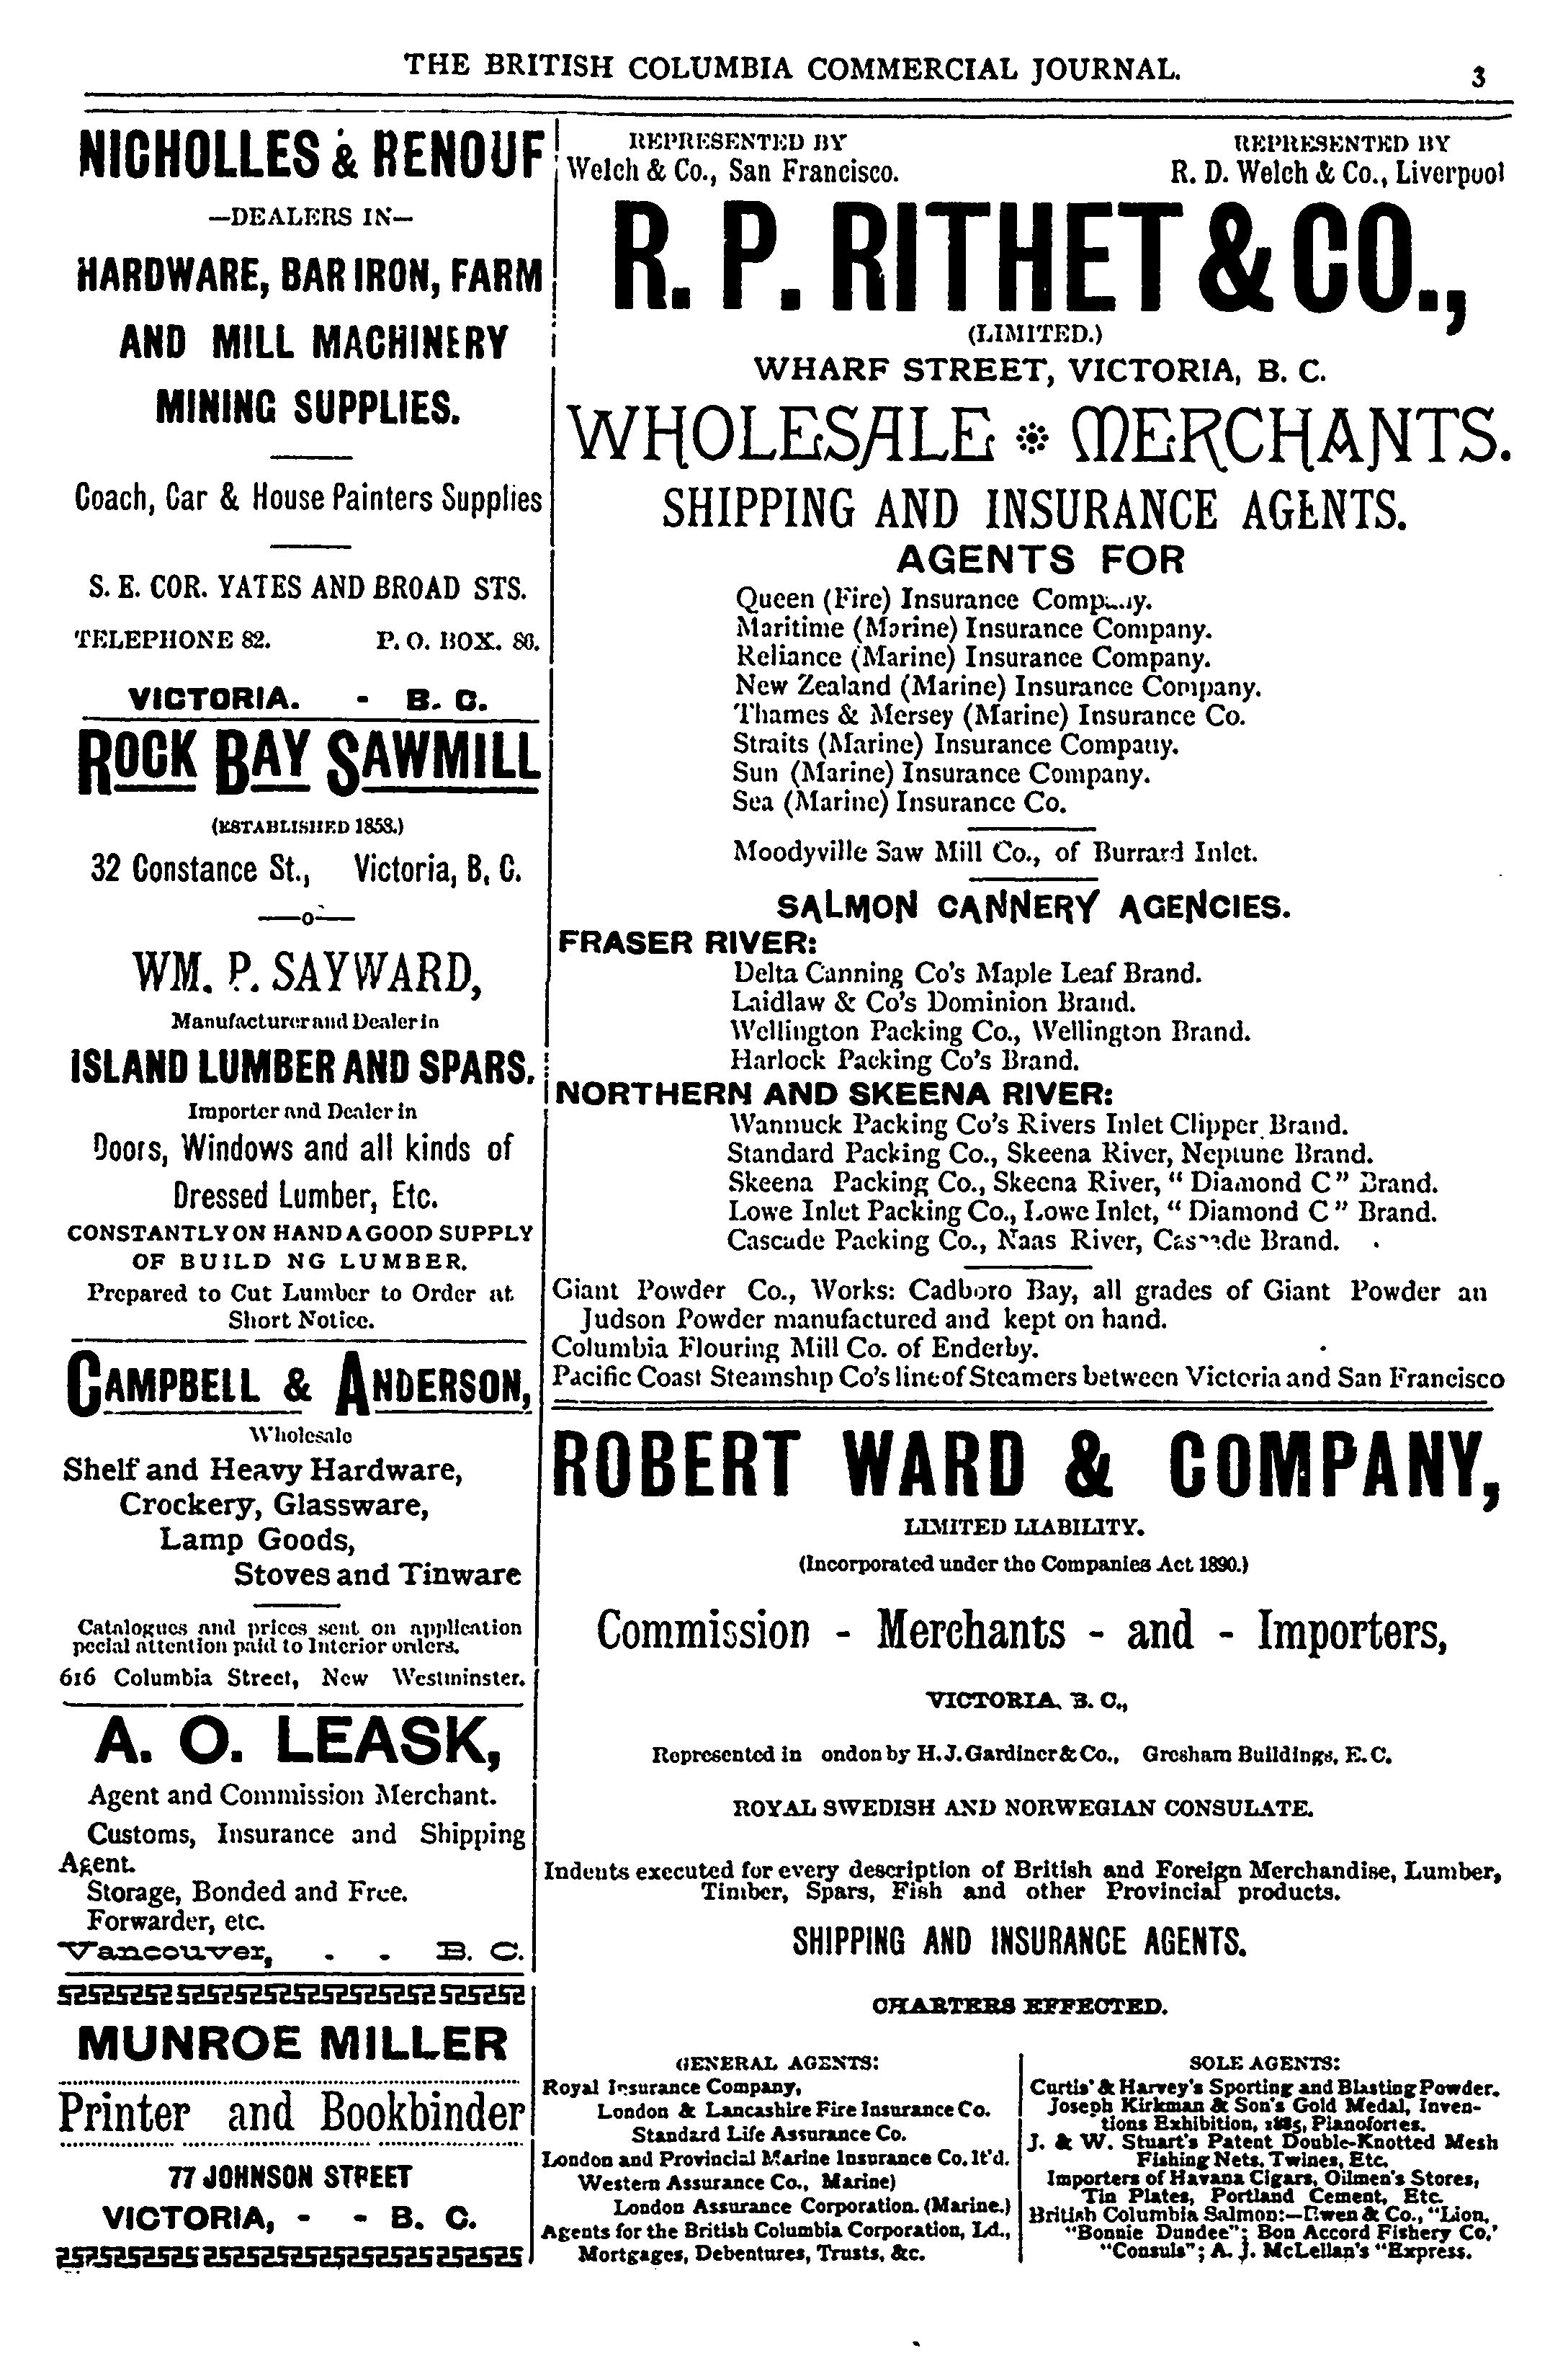 THE BRITISH COLUMBIA COMMERCIAL JOURNAL.
3
NICHOLLES & RENOUF
—DEALERS IN—
HARDWARE, BAR IRON, FARM
AND MILL MACHINERY
MINING SUPPLIES.
Coach, Car & House Painters Supplies
S. E. COR. YATES AND BROAD STS.
TELEPHONE 82. P. O. BOX. 86.
VICTORIA. - B. C.
ROCK BAY SAWMILL
(ESTABLISHED 1858.)
32 Constance St., Victoria, B. C.
—o—
WM. P. SAYWARD,
Manufacturer and Dealer in
ISLAND LUMBER AND SPARS.
Importer and Dealer in
Doors, Windows and all kinds of
Dressed Lumber, Etc.
CONSTANTLY ON HAND A GOOD SUPPLY
OF BUILD NG LUMBER.
Prepared to Cut Lumber to Order at
Short Notice.
CAMPBELL & ANDERSON,
Wholesale
Shelf and Heavy Hardware,
Crockery, Glassware,
Lamp Goods,
Stoves and Tinware
Catalogues and prices sent on application
pecial attention paid to Interior orders.
616 Columbia Street, New Westminster.
A. O. LEASK,
Agent and Commission Merchant.
Customs, Insurance and Shipping
Agent.
Storage, Bonded and Free.
Forwarder, etc.
Vancouver, - - B. C.
MUNROE MILLER
Printer and Bookbinder
77 JOHNSON STREET
VICTORIA, - - B. C.
REPRESENTED BY
Welch & Co., San Francisco.
REPRESENTED BY
R. D. Welch & Co., Liverpool
R. P. RITHET & CO.,
(LIMITED.)
WHARF STREET, VICTORIA, B. C.
WHOLESALE MERCHANTS.
SHIPPING AND INSURANCE AGENTS.
AGENTS FOR
Queen (Fire) Insurance Company.
Maritime (Marine) Insurance Company.
Reliance (Marine) Insurance Company.
New Zealand (Marine) Insurance Company.
Thames & Mersey (Marine) Insurance Co.
Straits (Marine) Insurance Company.
Sun (Marine) Insurance Company.
Sea (Marine) Insurance Co.
Moodyville Saw Mill Co., of Burrard Inlet.
SALMON CANNERY AGENCIES.
FRASER RIVER:
Delta Canning Co's Maple Leaf Brand.
Laidlaw & Co's Dominion Brand.
Wellington Packing Co., Wellington Brand.
Harlock Packing Co's Brand.
NORTHERN AND SKEENA RIVER:
Wannuck Packing Co's Rivers Inlet Clipper Brand.
Standard Packing Co., Skeena River, Neptune Brand.
Skeena Packing Co., Skeena River, "Diamond C" Brand.
Lowe Inlet Packing Co., Lowe Inlet, "Diamond C" Brand.
Cascade Packing Co., Naas River, Cascade Brand.
Giant Powder Co., Works: Cadboro Bay, all grades of Giant Powder an
Judson Powder manufactured and kept on hand.
Columbia Flouring Mill Co. of Enderby.
Pacific Coast Steamship Co's line of Steamers between Victoria and San Francisco
ROBERT WARD & COMPANY,
LIMITED LIABILITY.
(Incorporated under the Companies Act 1890.)
Commission - Merchants - and - Importers,
VICTORIA, B. C.,
Represented in ondon by H. J. Gardiner & Co., Gresham Buildings, E. C.
ROYAL SWEDISH AND NORWEGIAN CONSULATE.
Indents executed for every description of British and Foreign Merchandise, Lumber,
Timber, Spars, Fish and other Provincial products.
SHIPPING AND INSURANCE AGENTS.
CHARTERS EFFECTED.
GENERAL AGENTS:
Royal Insurance Company,
London & Lancashire Fire Insurance Co.
Standard Life Assurance Co.
London and Provincial Marine Insurance Co. lt'd.
Western Assurance Co., Marine)
London Assurance Corporation. (Marine.)
Agents for the British Columbia Corporation, Ld.,
Mortgages, Debentures, Trusts, &c.
SOLE AGENTS:
Curtis' & Harvey's Sporting and Blasting Powder.
Joseph Kirkman & Son's Gold Medal, Inven-
tions Exhibition, 1885, Pianofortes.
J. & W. Stuart's Patent Double-Knotted Mesh
Fishing Nets, Twines, Etc.
Importers of Havana Cigars, Oilmen's Stores,
Tin Plates, Portland Cement, Etc.
British Columbia Salmon:—Ewen & Co., "Lion,
"Bonnie Dundee"; Bon Accord Fishery Co.'
"Consuls"; A. J. McLellan's "Express.